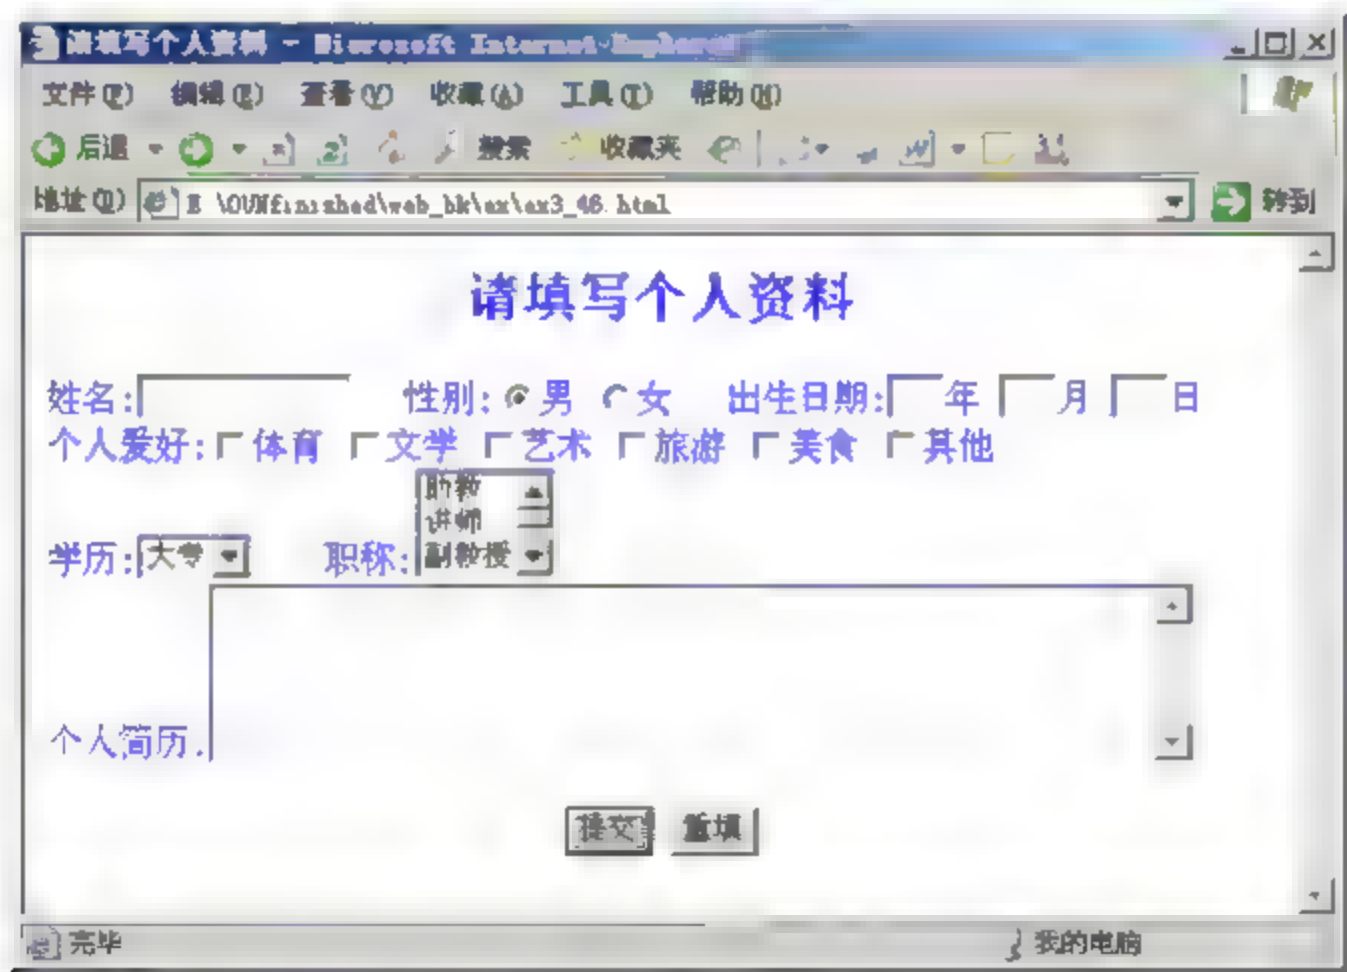 请填写个人资料 - Microsoft Internet Explorer
文件(F) 编辑(E) 查看(V) 收藏(A) 工具(T) 帮助(H)
后退 搜索 收藏夹
地址(D) E \OUNfinished\web_bk\ex\ex3_46.html 转到
请填写个人资料
姓名: 性别: 男 女 出生日期: 年 月 日
个人爱好: 体育 文学 艺术 旅游 美食 其他
助教
讲师
学历: 大专 职称: 副教授
个人简历:
提交 重填
完毕 我的电脑